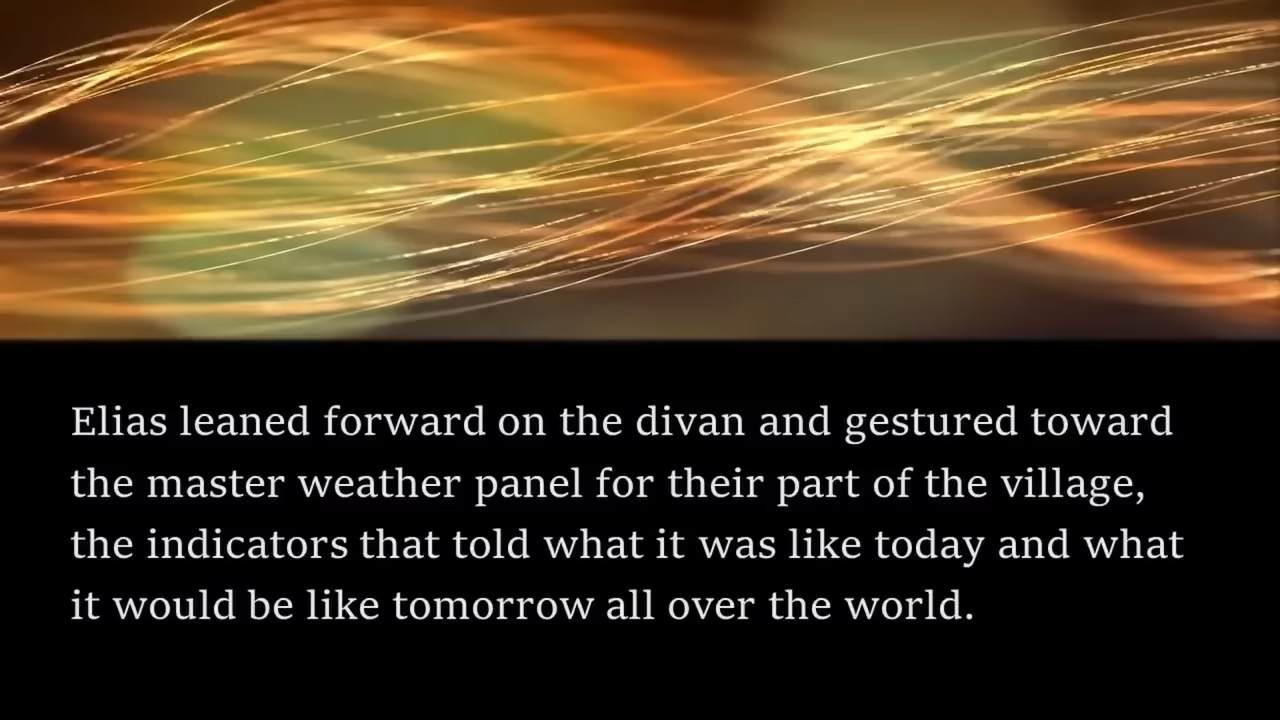 Elias leaned forward on the divan and gestured toward
the master weather panel for their part of the village,
the indicators that told what it was like today and what
it would be like tomorrow all over the world.